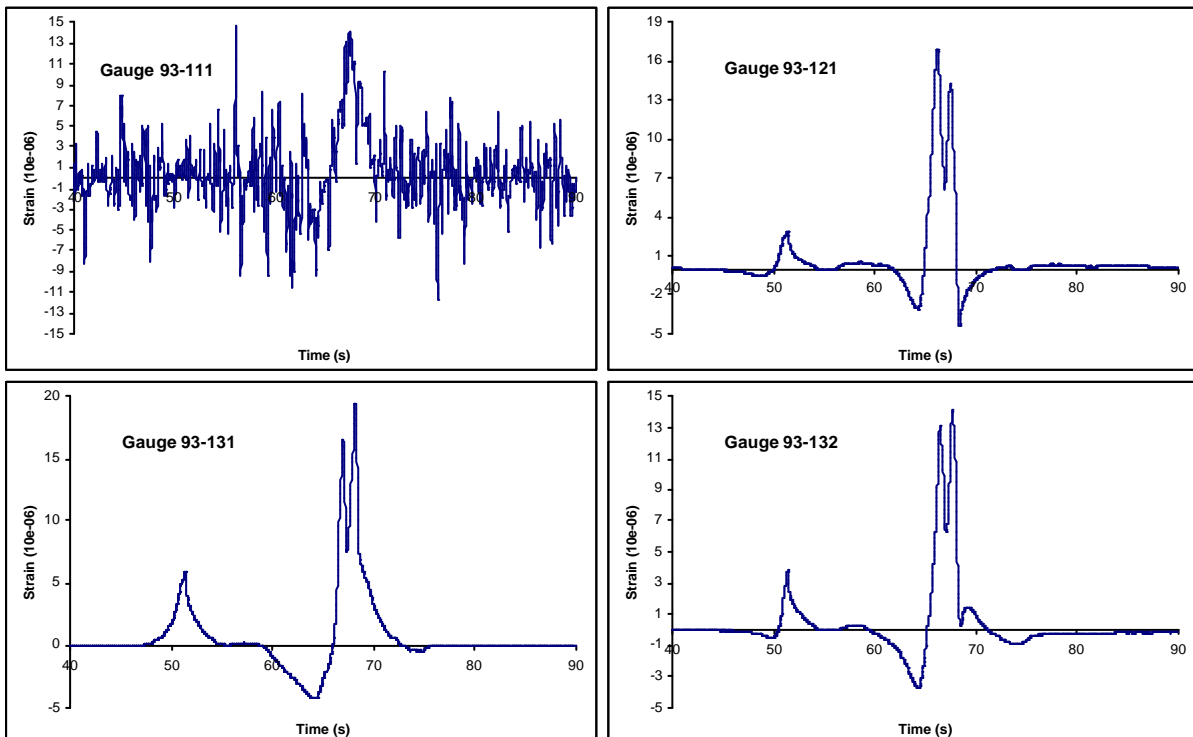 15
13
11
9
7
5
3
1
-1
-3
-5
-7
-9
-11
-13
-15
40 50 60 70 80 90
Gauge 93-111
Strain (10e-06)
Time (s)
19
16
13
10
7
4
1
-2
-5
40 50 60 70 80 90
Gauge 93-121
Strain (10e-06)
Time (s)
20
15
10
5
0
-5
40 50 60 70 80 90
Gauge 93-131
Strain (10e-06)
Time (s)
15
13
11
9
7
5
3
1
-1
-3
-5
40 50 60 70 80 90
Gauge 93-132
Strain (10e-06)
Time (s)